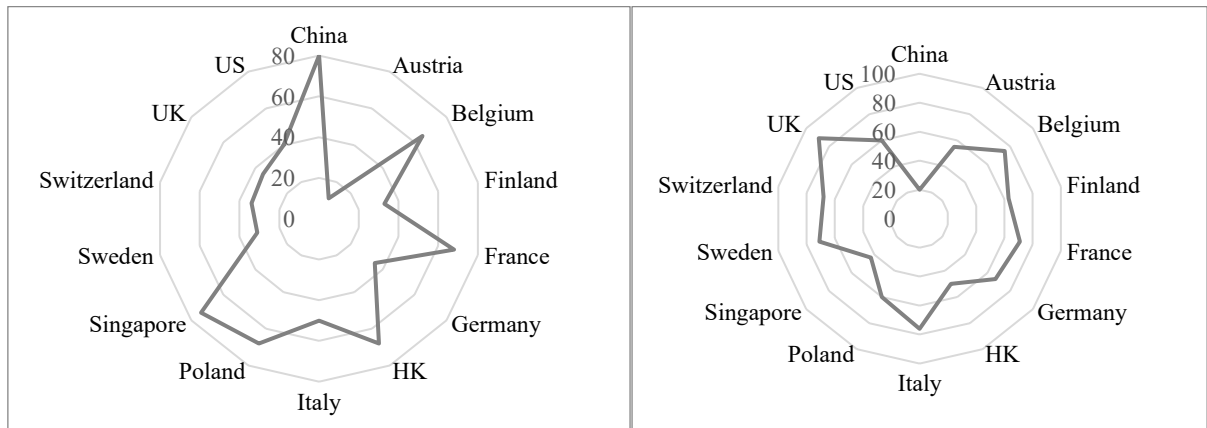 China
80
US
Austria
60
UK
Belgium
40
Switzerland
20
Finland
0
Sweden
France
Singapore
Germany
Poland
HK
Italy
China
100
US
Austria
80
UK
Belgium
60
40
Switzerland
20
Finland
0
Sweden
France
Singapore
Germany
Poland
HK
Italy